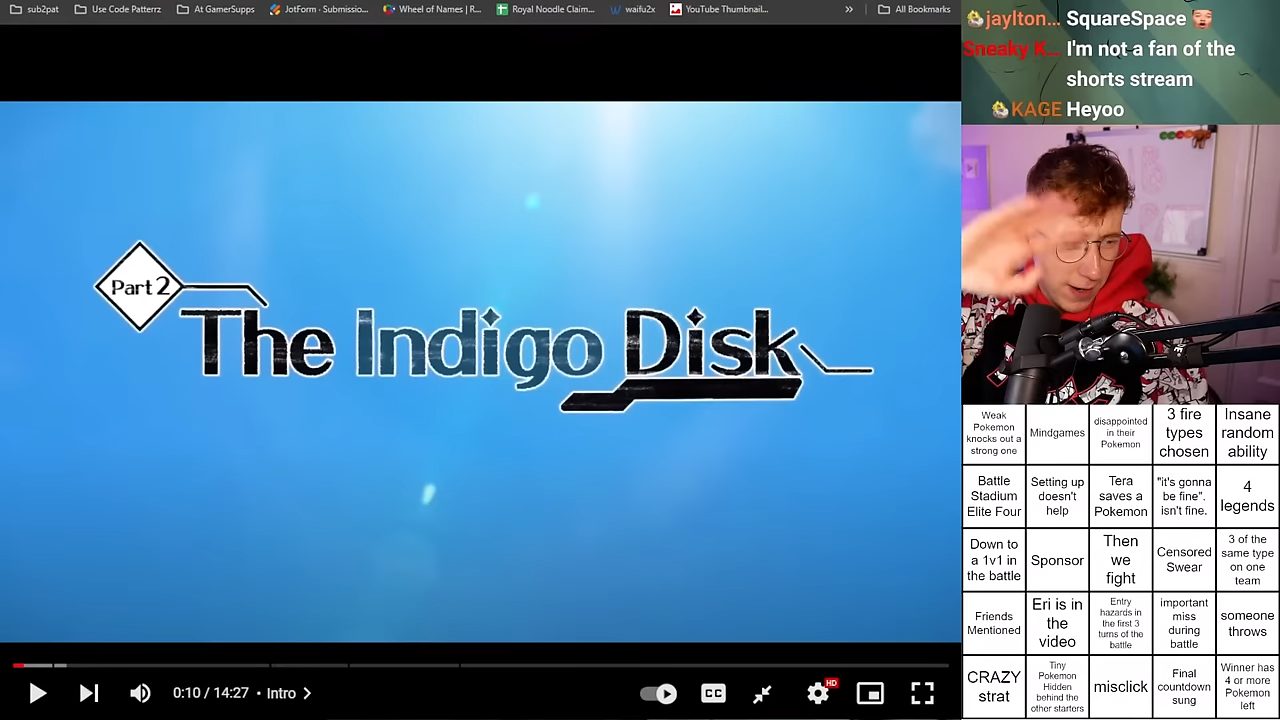 sub2pat
Use Code Patterrz
At GamerSupps
JotForm · Submissio...
Wheel of Names | R...
Royal Noodle Claim...
waifu2x
YouTube Thumbnail...
»
All Bookmarks
jaylton... SquareSpace
Sneaky K... I'm not a fan of the
shorts stream
KAGE Heyoo
Part 2
The Indigo Disk
Weak
Pokemon
knocks out a
strong one
Mindgames
disappointed
in their
Pokemon
3 fire
types
chosen
Insane
random
ability
Battle
Stadium
Elite Four
Setting up
doesn't
help
Tera
saves a
Pokemon
"it's gonna
be fine".
isn't fine.
4
legends
Down to
a 1v1 in
the battle
Sponsor
Then
we
fight
Censored
Swear
3 of the
same type
on one
team
Friends
Mentioned
Eri is in
the
video
Entry
hazards in
the first 3
turns of the
battle
important
miss
during
battle
someone
throws
CRAZY
strat
Tiny
Pokemon
Hidden
behind the
other starters
misclick
Final
countdown
sung
Winner has
4 or more
Pokemon
left
0:10 / 14:27 • Intro
CC
HD